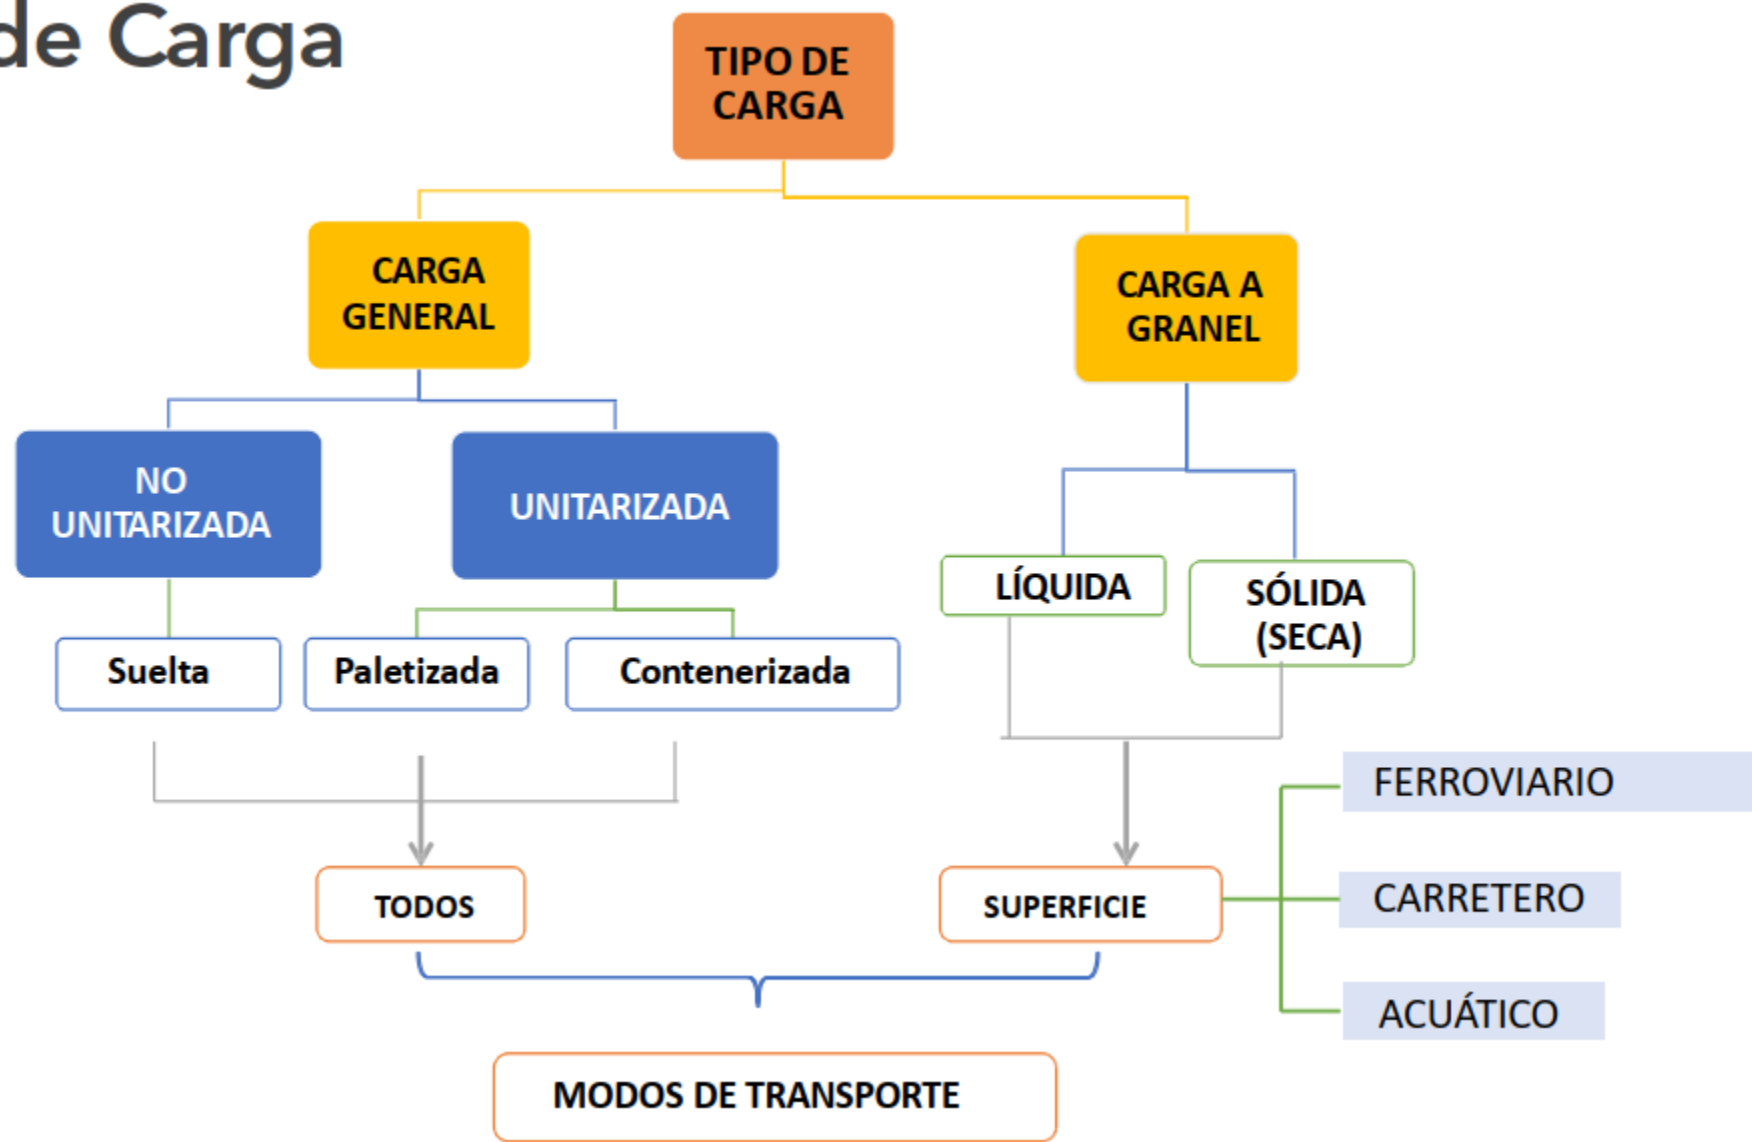 de Carga
TIPO DE
CARGA
CARGA
GENERAL
CARGA A
GRANEL
NO
UNITARIZADA
UNITARIZADA
LÍQUIDA
SÓLIDA
(SECA)
Suelta
Paletizada
Contenerizada
FERROVIARIO
TODOS
SUPERFICIE
CARRETERO
ACUÁTICO
MODOS DE TRANSPORTE